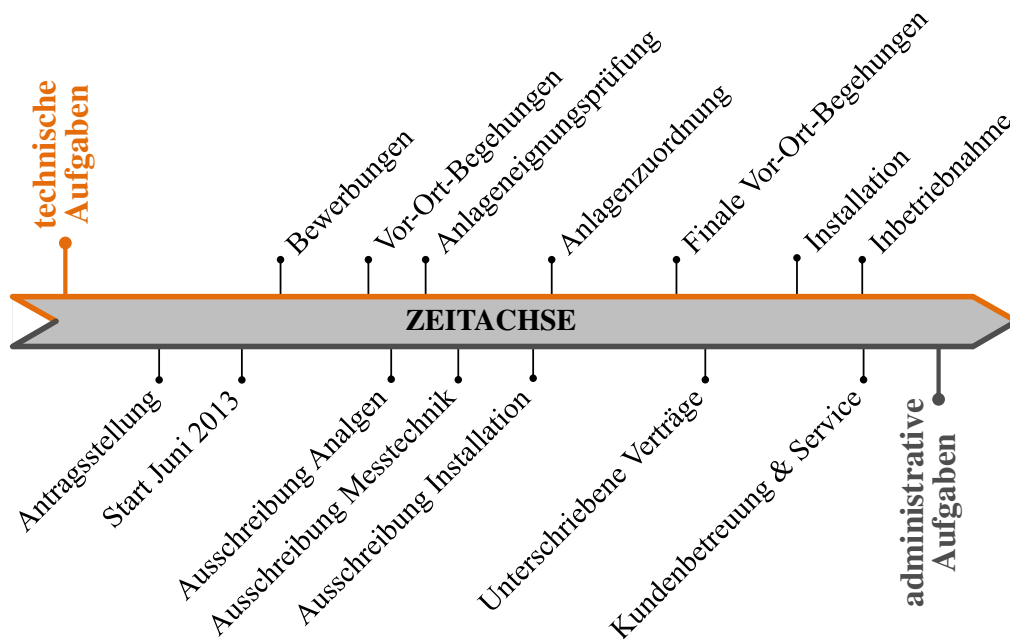 technische
Aufgaben
Bewerbungen
Vor-Ort-Begehungen
Anlageneignungsprüfung
Anlagenzuordnung
Finale Vor-Ort-Begehungen
Installation
Inbetriebnahme
ZEITACHSE
Antragsstellung
Start Juni 2013
Ausschreibung Analgen
Ausschreibung Messtechnik
Ausschreibung Installation
Unterschriebene Verträge
Kundenbetreuung & Service
administrative
Aufgaben